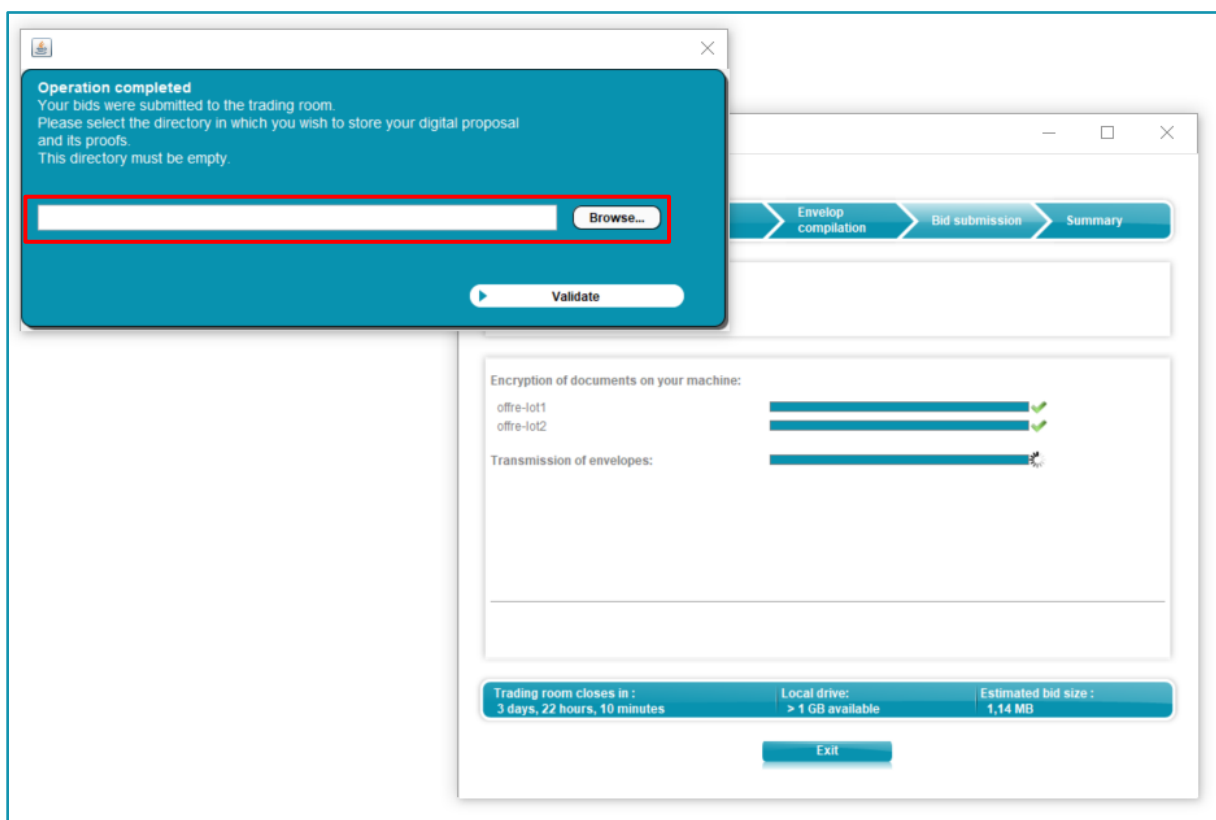 Operation completed
Your bids were submitted to the trading room.
Please select the directory in which you wish to store your digital proposal
and its proofs.
This directory must be empty.
Browse...
Validate
Envelop
compilation
Bid submission
Summary
Encryption of documents on your machine:
offre-lot1
offre-lot2
Transmission of envelopes:
Trading room closes in :
3 days, 22 hours, 10 minutes
Local drive:
> 1 GB available
Estimated bid size :
1,14 MB
Exit